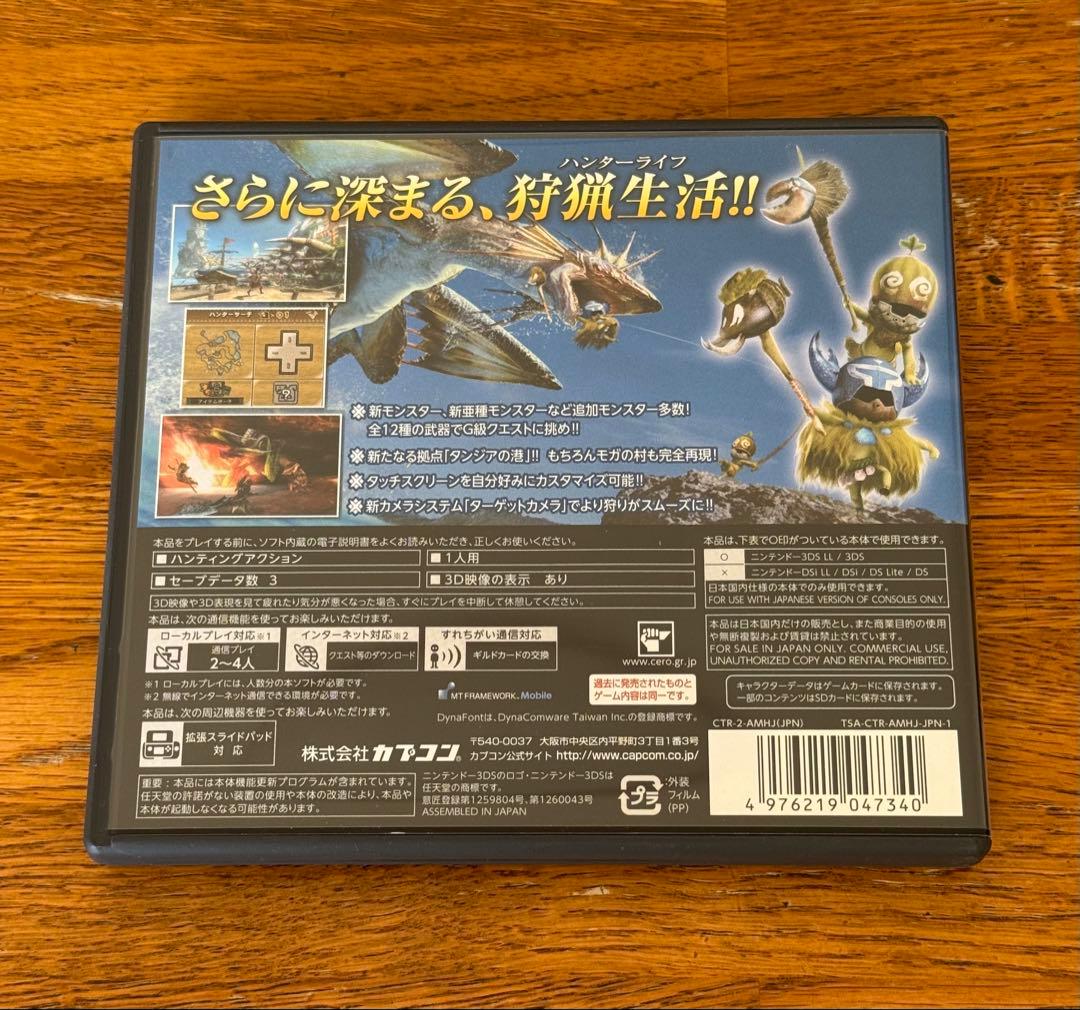 ハンターライフ
さらに深まる、狩猟生活!!
ハンターサーチ
アイテムポーチ
※新モンスター、新亜種モンスターなど追加モンスター多数!
全12種の武器でG級クエストに挑め!!
※新たなる拠点「タンジアの港」!! もちろんモガの村も完全再現!
※タッチスクリーンを自分好みにカスタマイズ可能!!
※新カメラシステム「ターゲットカメラ」でより狩りがスムーズに!!
本品をプレイする前に、ソフト内蔵の電子説明書をよくお読みいただき、正しくお使いください。
■ハンティングアクション
■1人用
■セーブデータ数 3
■3D映像の表示 あり
3D映像や3D表現を見て疲れたり気分が悪くなった場合、すぐにプレイを中断して休憩してください。
本品は、次の通信機能を使ってお楽しみいただけます。
ローカルプレイ対応※1
通信プレイ
2～4人
インターネット対応※2
クエスト等のダウンロード
すれちがい通信対応
ギルドカードの交換
※1 ローカルプレイには、人数分の本ソフトが必要です。
※2 無線でインターネット通信できる環境が必要です。
本品は、次の周辺機器を使ってお楽しみいただけます。
拡張スライドパッド
対応
MT FRAMEWORK Mobile
www.cero.gr.jp
過去に発売されたものと
ゲーム内容は同一です。
DynaFontは、DynaComware Taiwan Inc.の登録商標です。
株式会社カプコン®
〒540-0037 大阪市中央区内平野町3丁目1番3号
カプコン公式サイト http://www.capcom.co.jp/
重要:本品には本体機能更新プログラムが含まれています。
任天堂の許諾がない装置の使用や本体の改造により、本品や
本体が起動しなくなる可能性があります。
ニンテンドー3DSのロゴ・ニンテンドー3DSは
任天堂の商標です。
意匠登録第1259804号、第1260043号
ASSEMBLED IN JAPAN
プラ
:外装
フィルム
(PP)
本品は、下表で○印がついている本体で使用できます。
○ ニンテンドー3DS LL / 3DS
× ニンテンドーDSi LL / DSi / DS Lite / DS
日本国内仕様の本体でのみ使用できます。
FOR USE WITH JAPANESE VERSION OF CONSOLES ONLY.
本品は日本国内だけの販売とし、また商業目的の使用
や無断複製および賃貸は禁止されています。
FOR SALE IN JAPAN ONLY. COMMERCIAL USE,
UNAUTHORIZED COPY AND RENTAL PROHIBITED.
キャラクターデータはゲームカードに保存されます。
一部のコンテンツはSDカードに保存されます。
CTR-2-AMHJ(JPN)
TSA-CTR-AMHJ-JPN-1
4 976219 047340